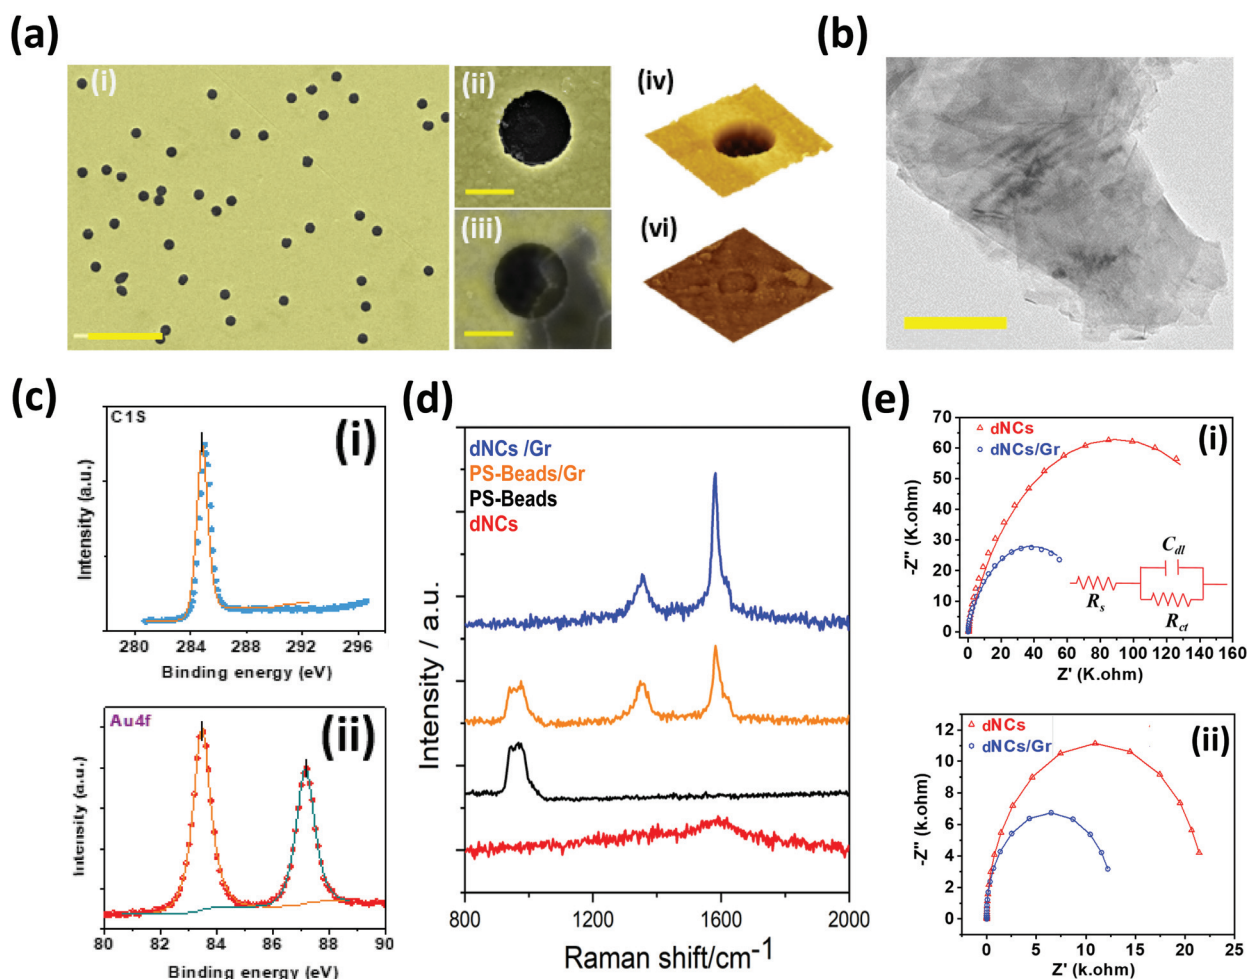 (a)
(i)
(ii)
(iii)
(iv)
(vi)
(b)
(c)
C1S
(i)
Intensity (a.u.)
280 284 288 292 296
Binding energy (eV)
Au4f
(ii)
Intensity (a.u.)
80 82 84 86 88 90
Binding energy (eV)
(d)
dNCs /Gr
PS-Beads/Gr
PS-Beads
dNCs
Intensity / a.u.
800 1200 1600 2000
Raman shift/cm-1
(e)
(i)
dNCs
dNCs/Gr
-Z'' (K.ohm)
70
60
50
40
30
20
10
0
Cdl
Rs
Rct
0 20 40 60 80 100 120 140 160
Z' (K.ohm)
(ii)
dNCs
dNCs/Gr
-Z'' (k.ohm)
12
10
8
6
4
2
0
0 5 10 15 20 25
Z' (k.ohm)